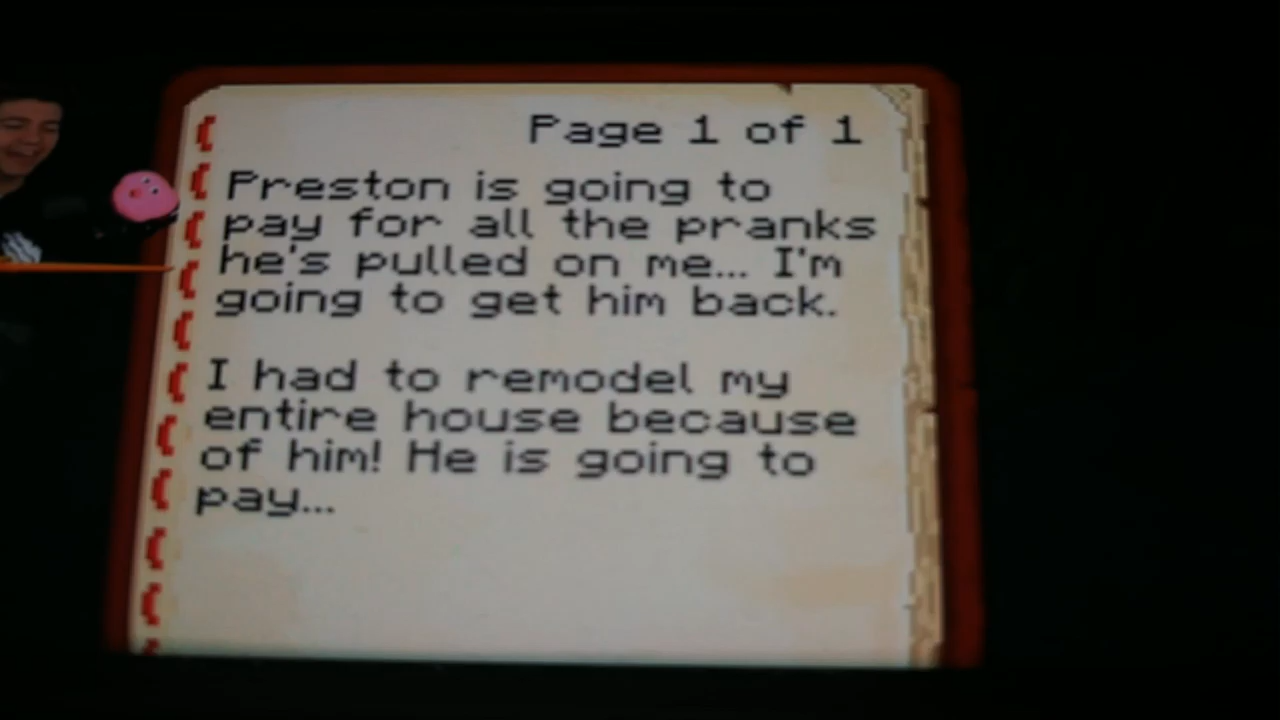 Page 1 of 1
Preston is going to
pay for all the pranks
he's pulled on me... I'm
going to get him back.
I had to remodel my
entire house because
of him! He is going to
pay...